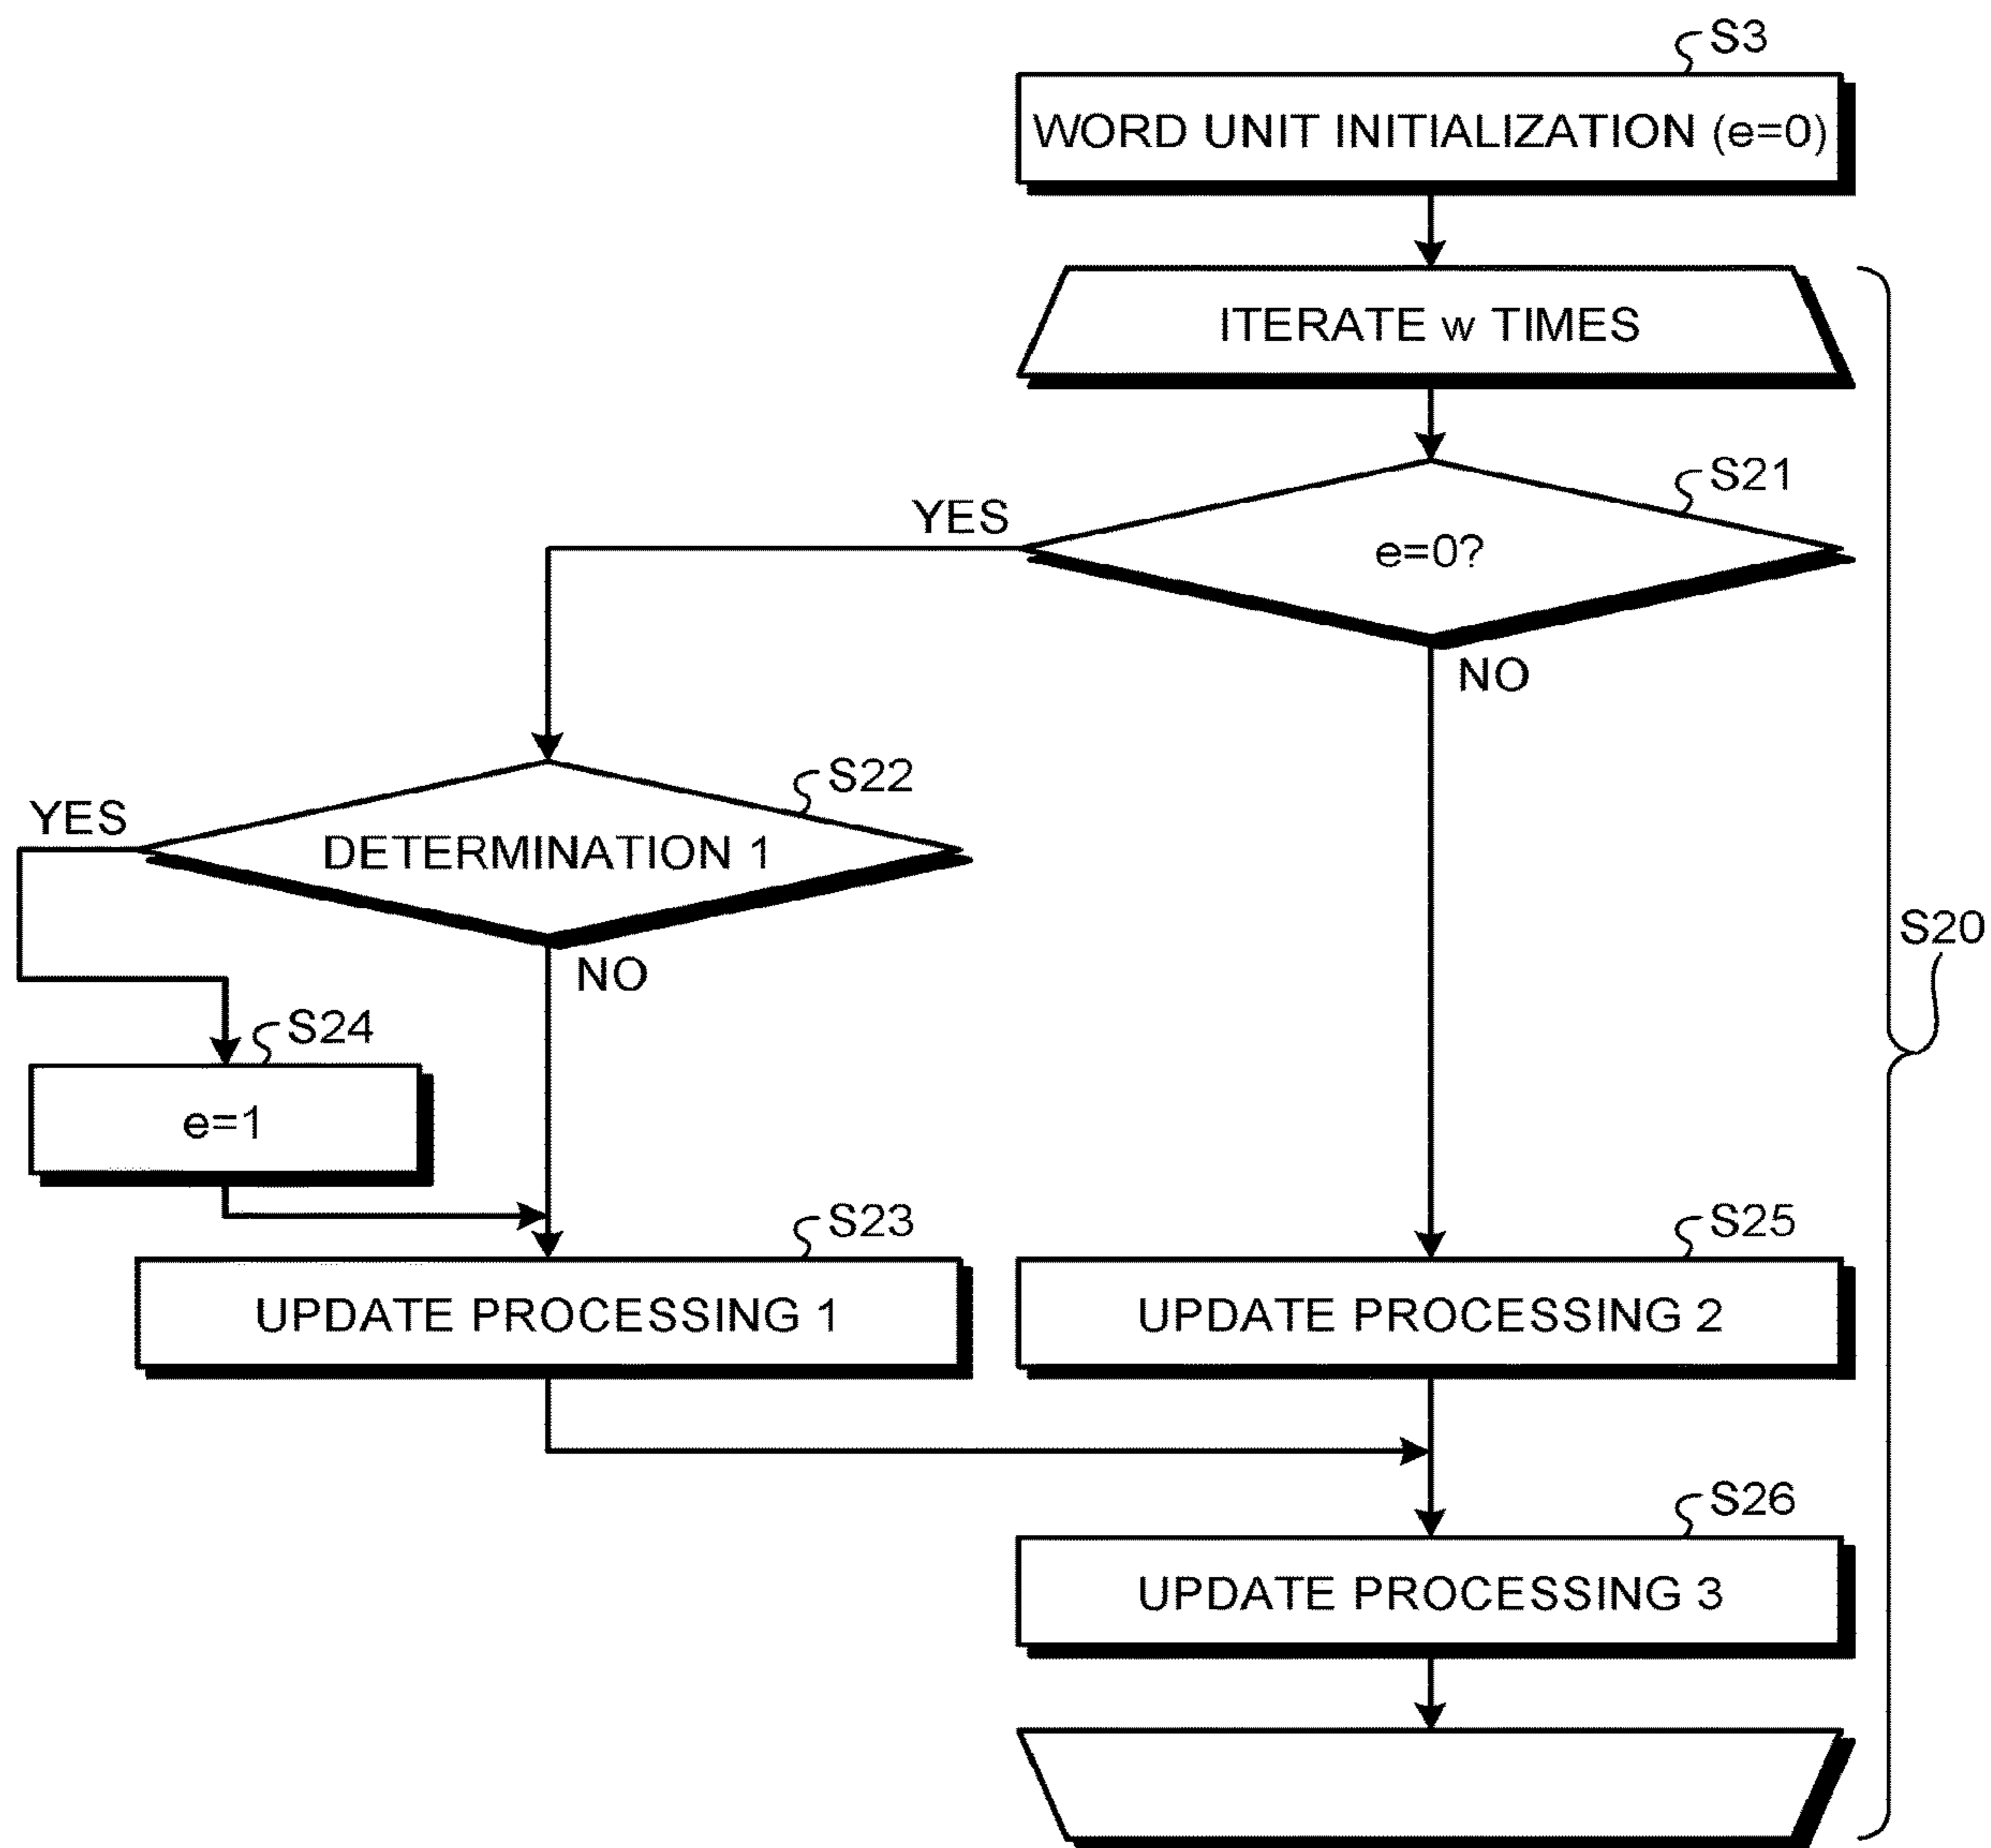 S3
WORD UNIT INITIALIZATION (e=0)
ITERATE w TIMES
S21
YES
e=0?
NO
S22
YES
DETERMINATION 1
S20
NO
S24
e=1
S23
S25
UPDATE PROCESSING 1
UPDATE PROCESSING 2
S26
UPDATE PROCESSING 3